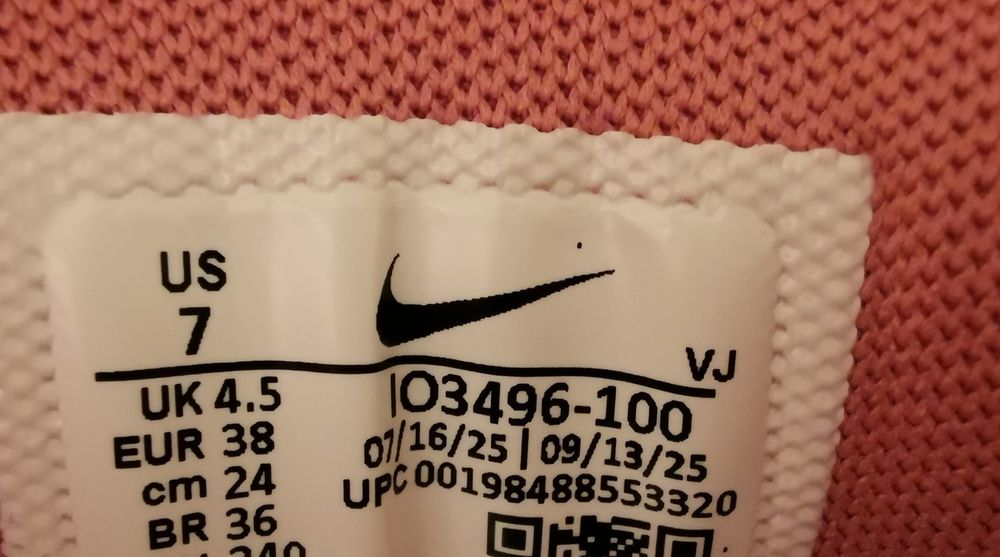 US
7
VJ
UK 4.5
EUR 38
cm 24
BR 36
240
IO3496-100
07/16/25 | 09/13/25
UPC 00198488553320